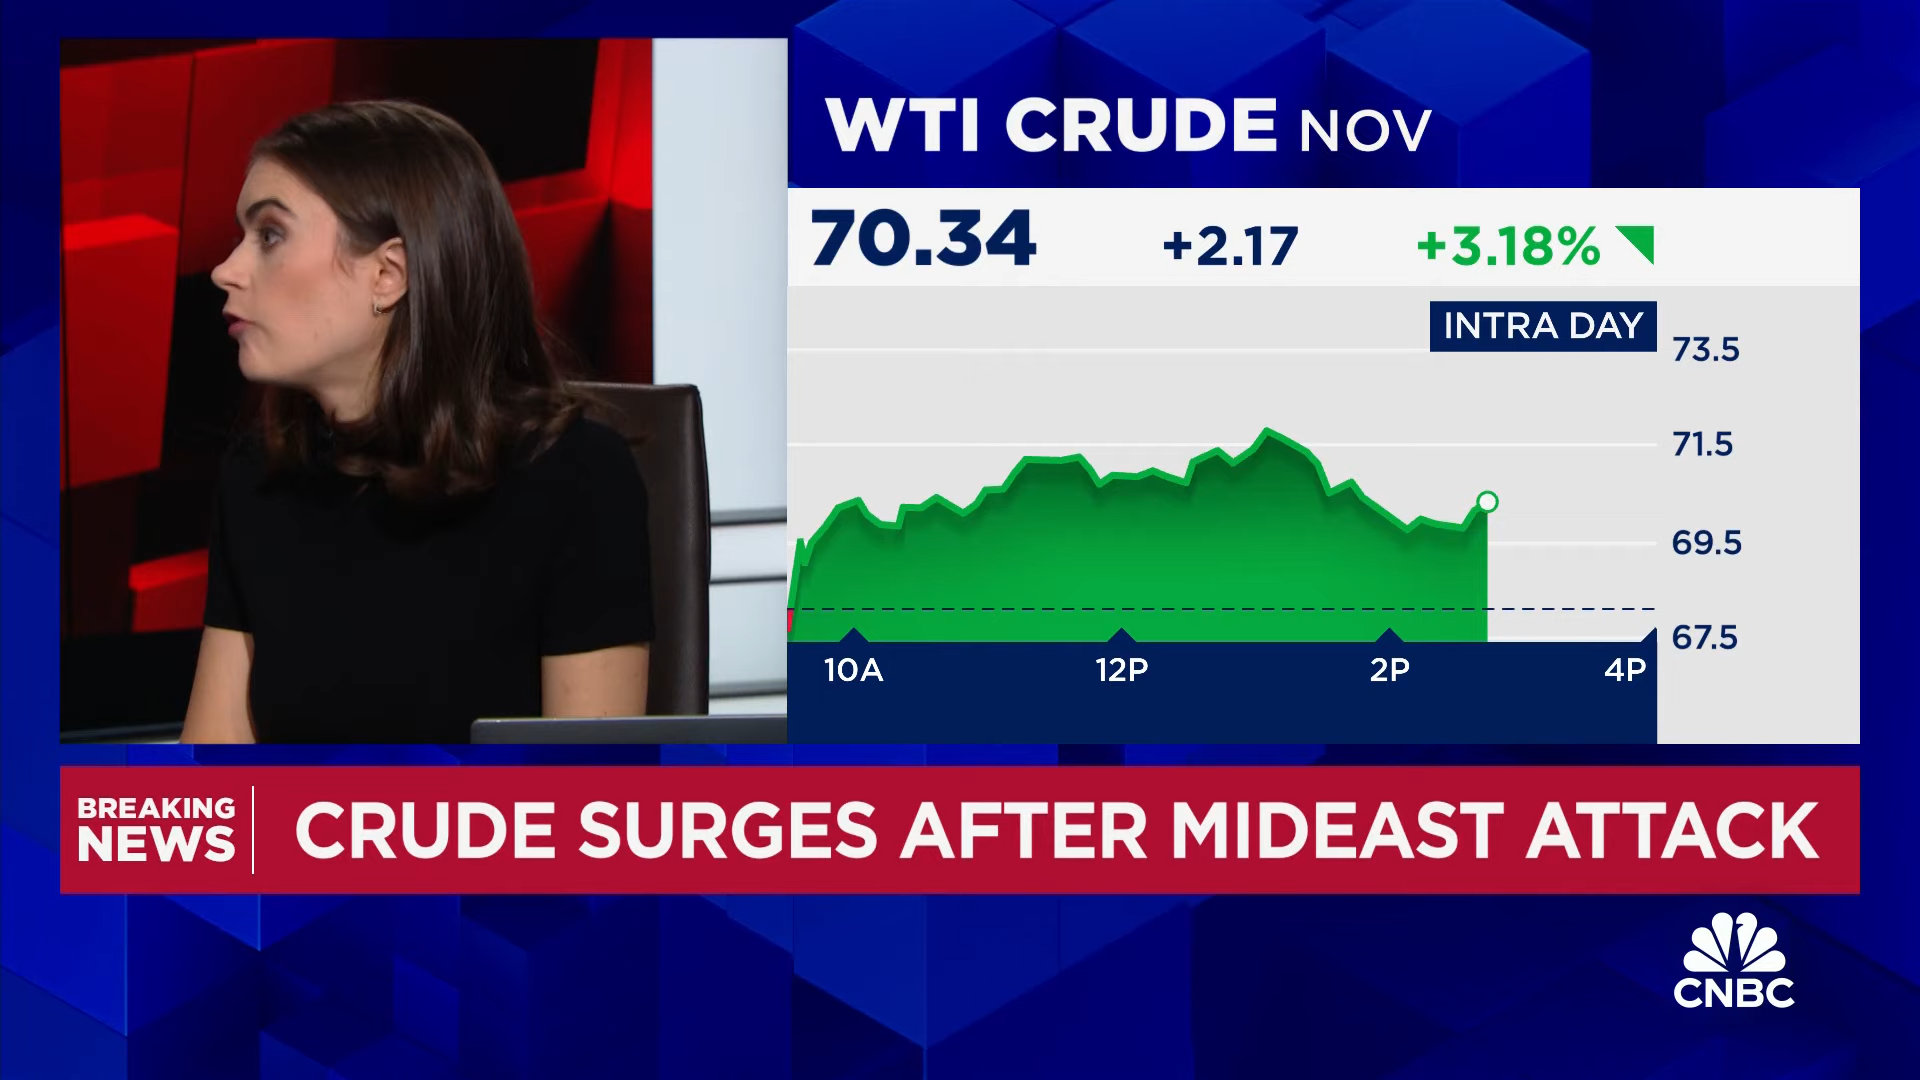 WTI CRUDE NOV
70.34 +2.17 +3.18%
INTRA DAY
73.5
71.5
69.5
67.5
10A 12P 2P 4P
BREAKING
NEWS
CRUDE SURGES AFTER MIDEAST ATTACK
CNBC